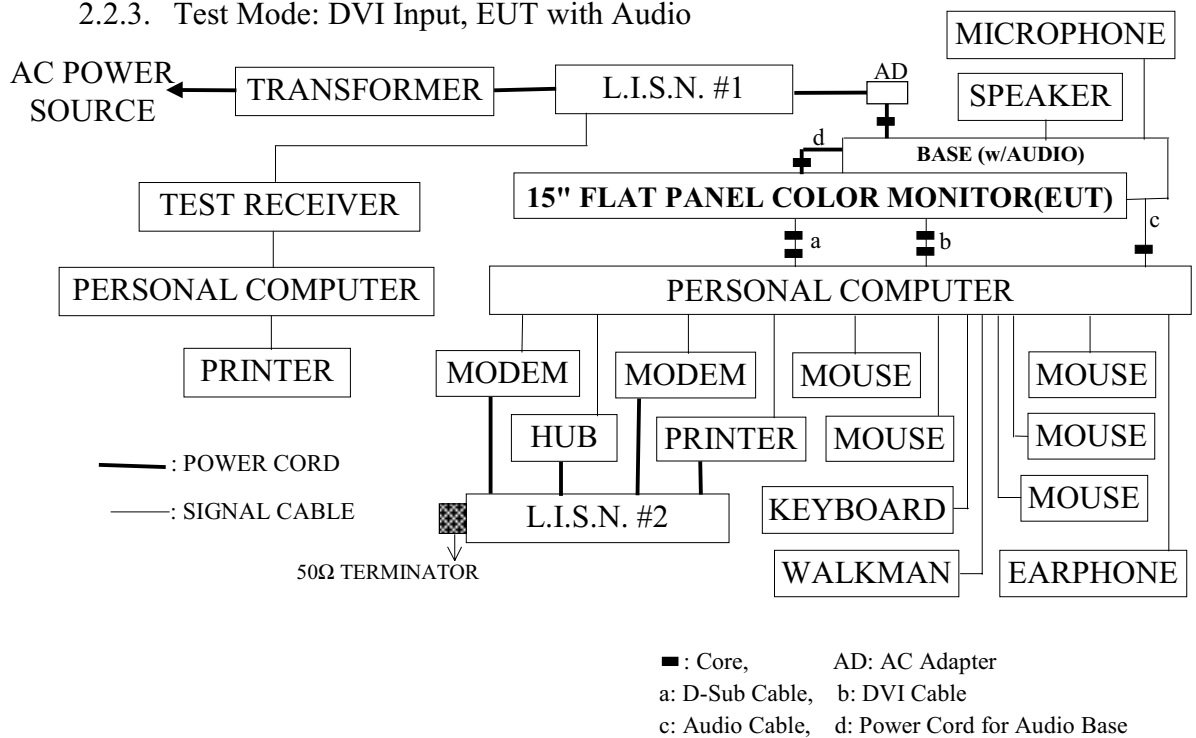 2.2.3. Test Mode: DVI Input, EUT with Audio
MICROPHONE
AC POWER
SOURCE
TRANSFORMER
L.I.S.N. #1
AD
SPEAKER
d
BASE (w/AUDIO)
TEST RECEIVER
15" FLAT PANEL COLOR MONITOR(EUT)
a
b
c
PERSONAL COMPUTER
PERSONAL COMPUTER
PRINTER
MODEM
MODEM
MOUSE
MOUSE
HUB
PRINTER
MOUSE
MOUSE
: POWER CORD
: SIGNAL CABLE
L.I.S.N. #2
KEYBOARD
MOUSE
50Ω TERMINATOR
WALKMAN
EARPHONE
: Core, AD: AC Adapter
a: D-Sub Cable, b: DVI Cable
c: Audio Cable, d: Power Cord for Audio Base